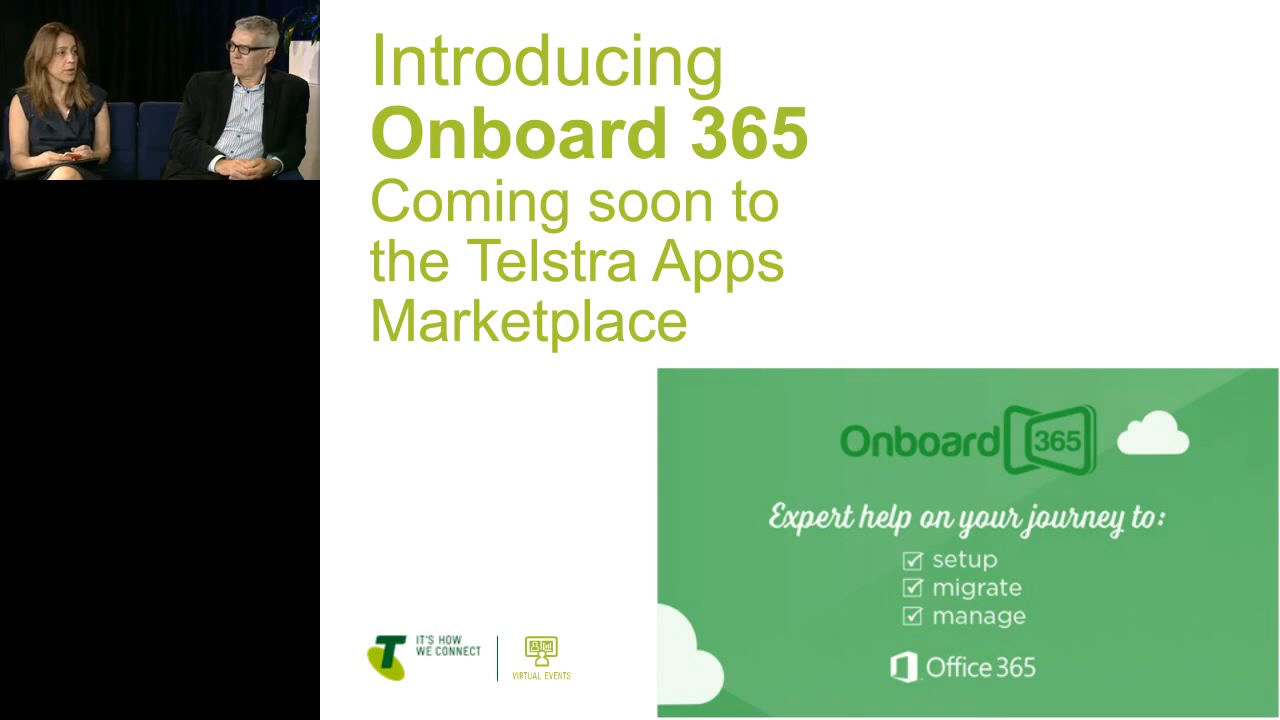 Introducing
Onboard 365
Coming soon to
the Telstra Apps
Marketplace
Onboard 365
Expert help on your journey to:
setup
migrate
manage
Office 365
T IT'S HOW
WE CONNECT
VIRTUAL EVENTS